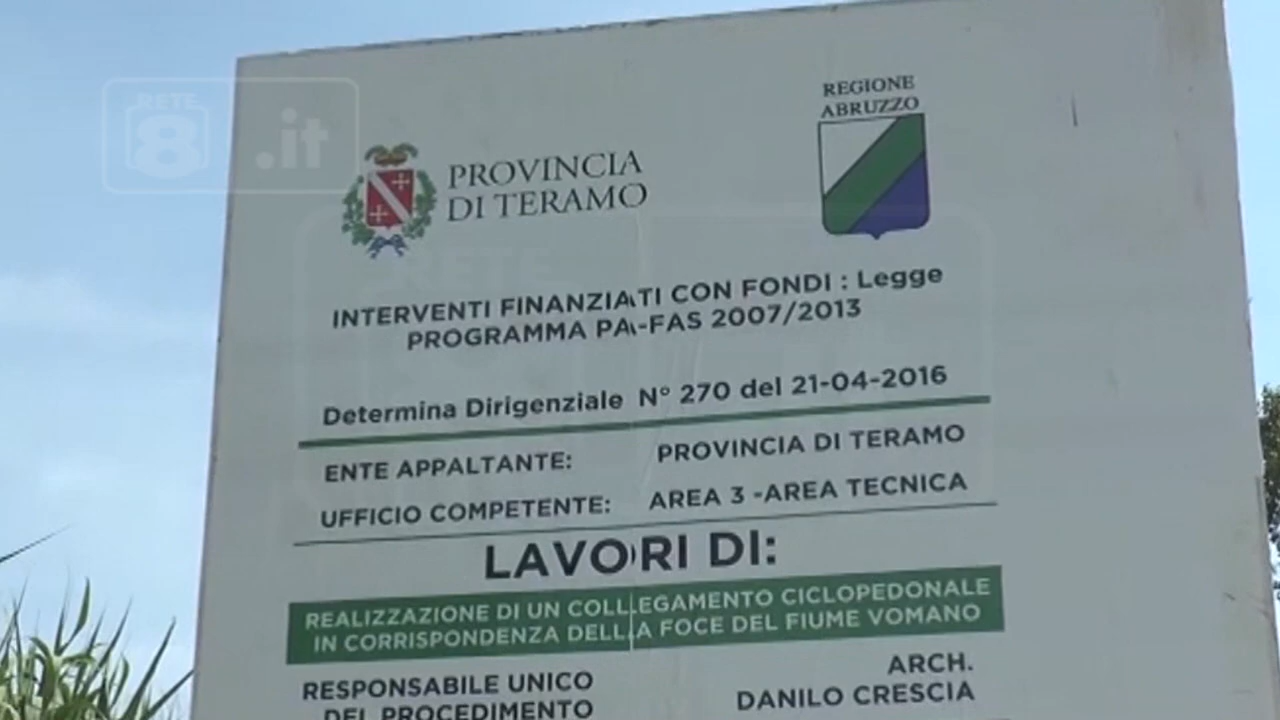 RETE
8 .it
REGIONE
ABRUZZO
PROVINCIA
DI TERAMO
INTERVENTI FINANZIATI CON FONDI : Legge
PROGRAMMA PA-FAS 2007/2013
Determina Dirigenziale N° 270 del 21-04-2016
ENTE APPALTANTE: PROVINCIA DI TERAMO
UFFICIO COMPETENTE: AREA 3 -AREA TECNICA
LAVORI DI:
REALIZZAZIONE DI UN COLLEGAMENTO CICLOPEDONALE
IN CORRISPONDENZA DELLA FOCE DEL FIUME VOMANO
RESPONSABILE UNICO
DEL PROCEDIMENTO
ARCH.
DANILO CRESCIA